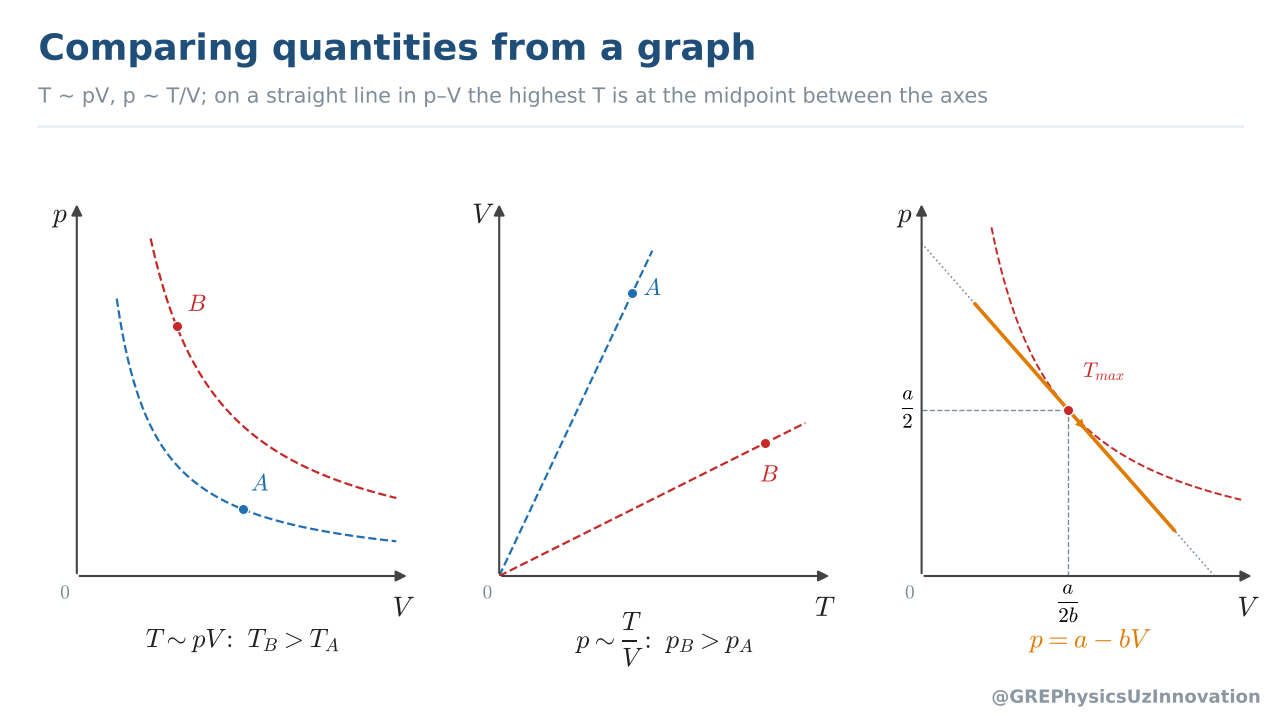 Comparing quantities from a graph
T ~ pV, p ~ T/V; on a straight line in p–V the highest T is at the midpoint between the axes
p
B
A
0
V
T ~ pV: T_B > T_A
V
A
B
0
T
p ~ T/V: p_B > p_A
p
T_max
a/2
0
a/2b
V
p = a − bV
@GREPhysicsUzInnovation